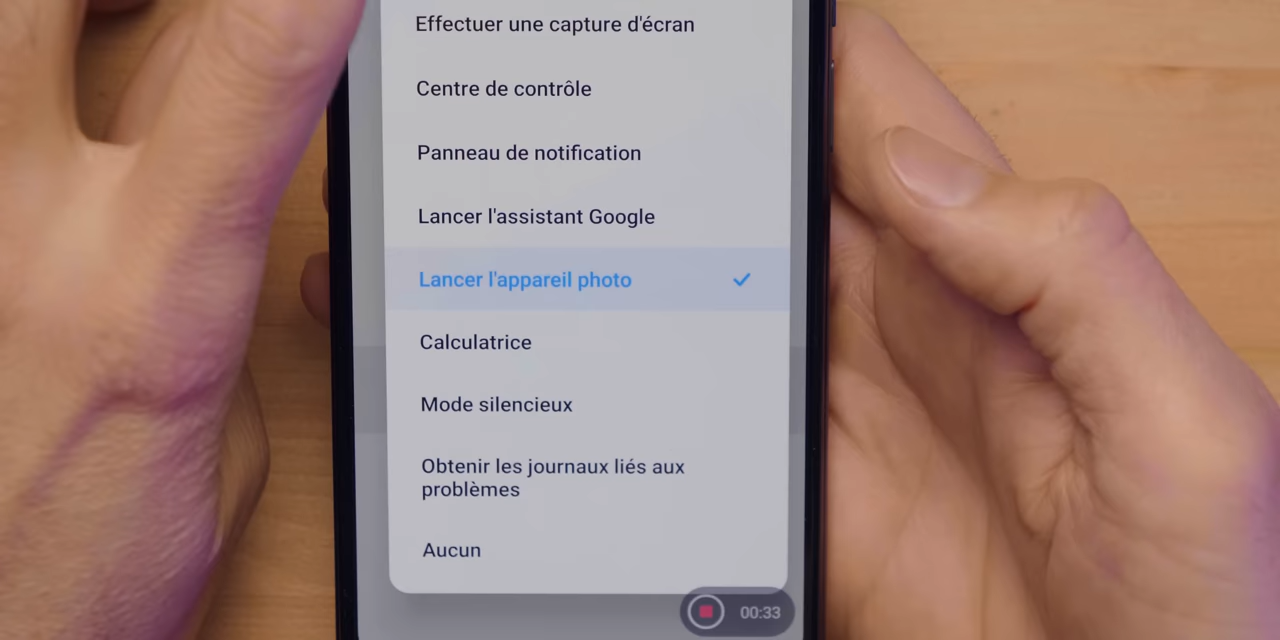 Effectuer une capture d'écran
Centre de contrôle
Panneau de notification
Lancer l'assistant Google
Lancer l'appareil photo
Calculatrice
Mode silencieux
Obtenir les journaux liés aux
problèmes
Aucun
00:33